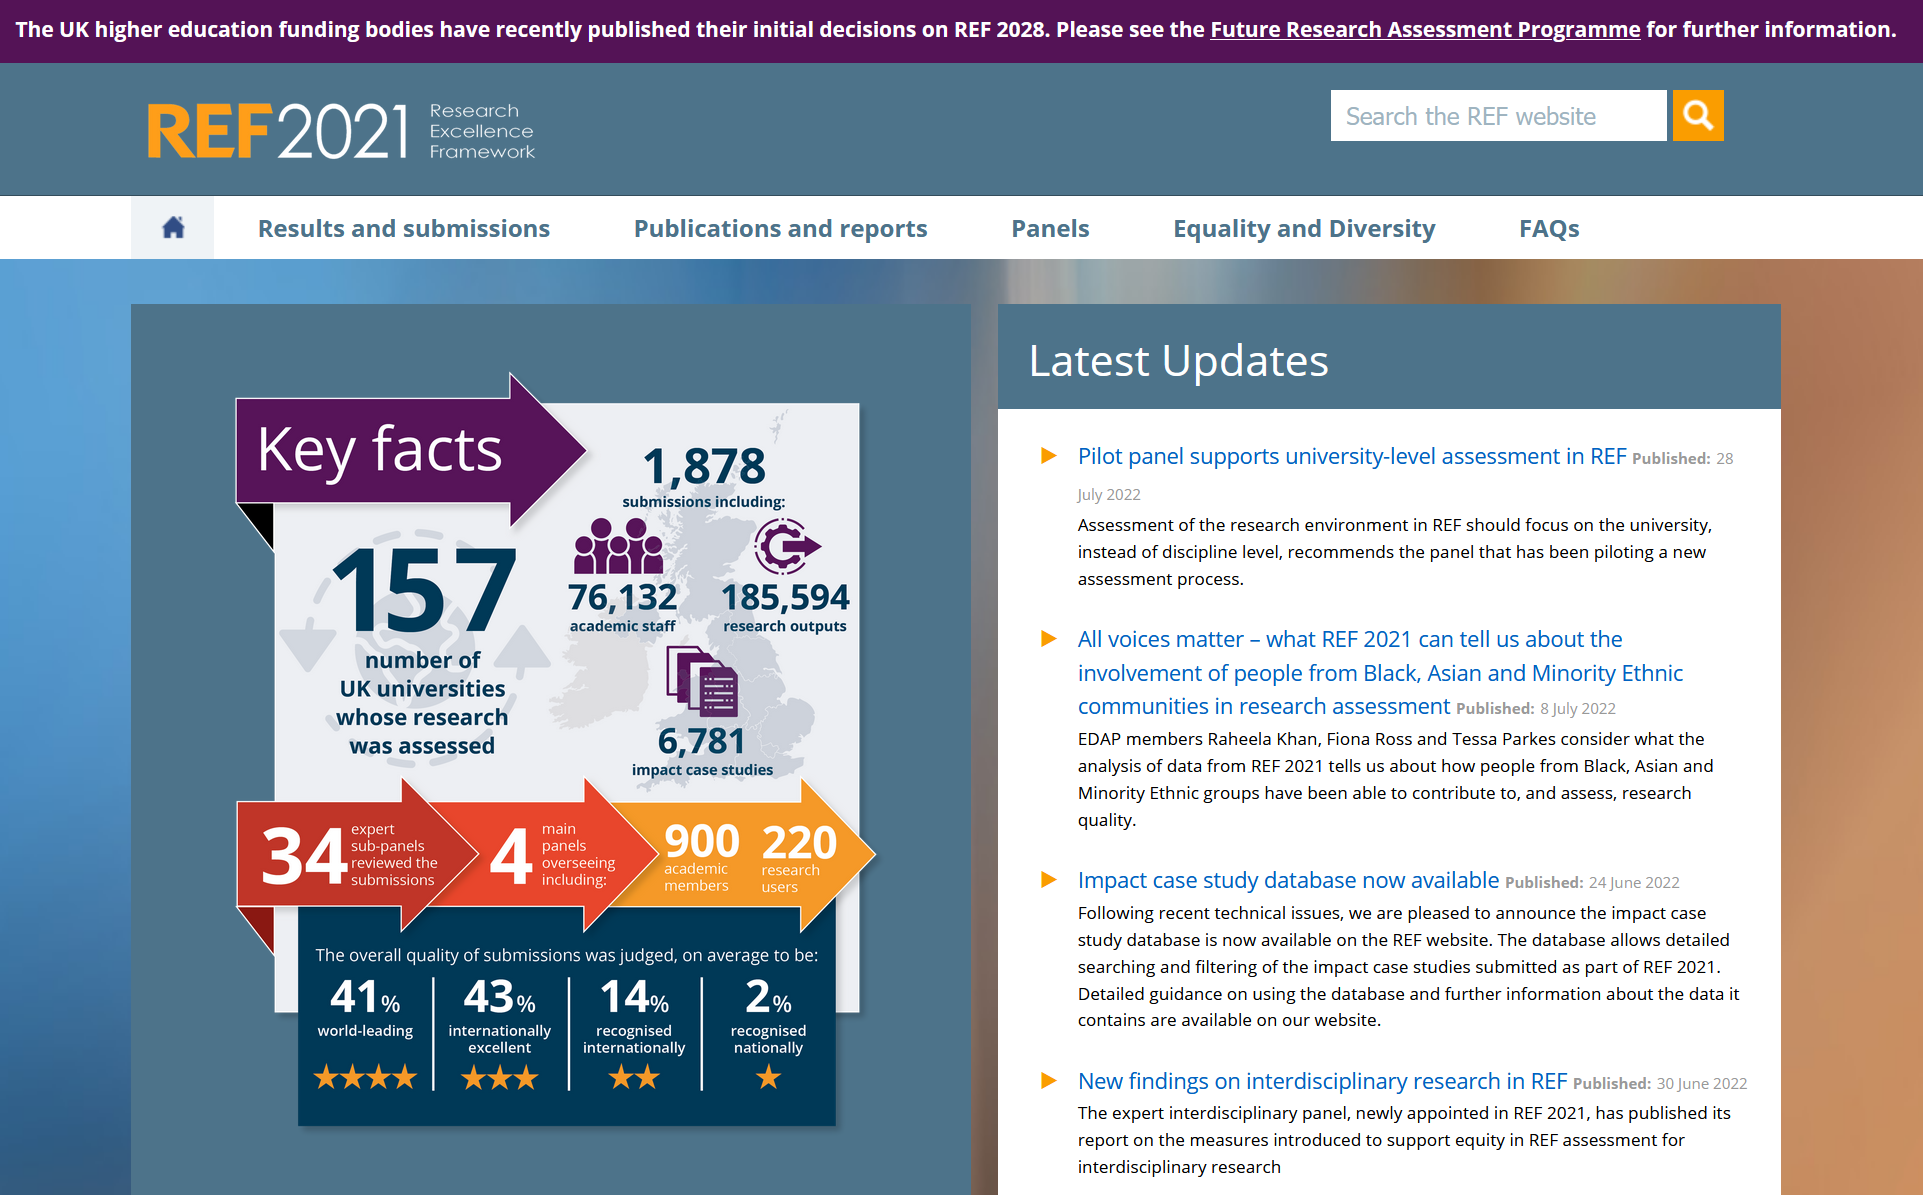 The UK higher education funding bodies have recently published their initial decisions on REF 2028. Please see the Future Research Assessment Programme for further information.
REF2021
Research
Excellence
Framework
Search the REF website
Results and submissions
Publications and reports
Panels
Equality and Diversity
FAQs
Key facts
1,878
submissions including:
157
number of
UK universities
whose research
was assessed
76,132
academic staff
185,594
research outputs
6,781
impact case studies
34
expert
sub-panels
reviewed the
submissions
4
main
panels
overseeing
including:
900
academic
members
220
research
users
The overall quality of submissions was judged, on average to be:
41%
world-leading
43%
internationally
excellent
14%
recognised
internationally
2%
recognised
nationally
Latest Updates
Pilot panel supports university-level assessment in REF Published: 28
July 2022
Assessment of the research environment in REF should focus on the university,
instead of discipline level, recommends the panel that has been piloting a new
assessment process.
All voices matter – what REF 2021 can tell us about the
involvement of people from Black, Asian and Minority Ethnic
communities in research assessment Published: 8 July 2022
EDAP members Raheela Khan, Fiona Ross and Tessa Parkes consider what the
analysis of data from REF 2021 tells us about how people from Black, Asian and
Minority Ethnic groups have been able to contribute to, and assess, research
quality.
Impact case study database now available Published: 24 June 2022
Following recent technical issues, we are pleased to announce the impact case
study database is now available on the REF website. The database allows detailed
searching and filtering of the impact case studies submitted as part of REF 2021.
Detailed guidance on using the database and further information about the data it
contains are available on our website.
New findings on interdisciplinary research in REF Published: 30 June 2022
The expert interdisciplinary panel, newly appointed in REF 2021, has published its
report on the measures introduced to support equity in REF assessment for
interdisciplinary research